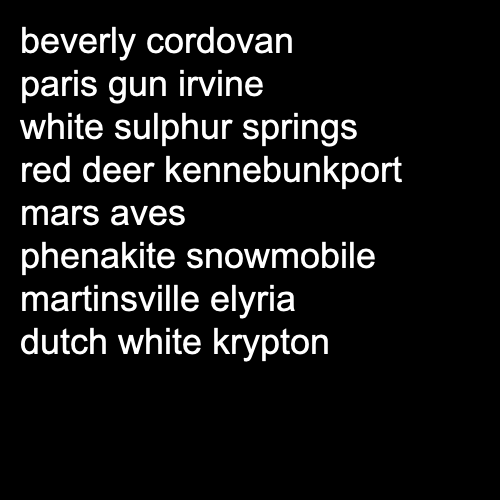 beverly cordovan
paris gun irvine
white sulphur springs
red deer kennebunkport
mars aves
phenakite snowmobile
martinsville elyria
dutch white krypton